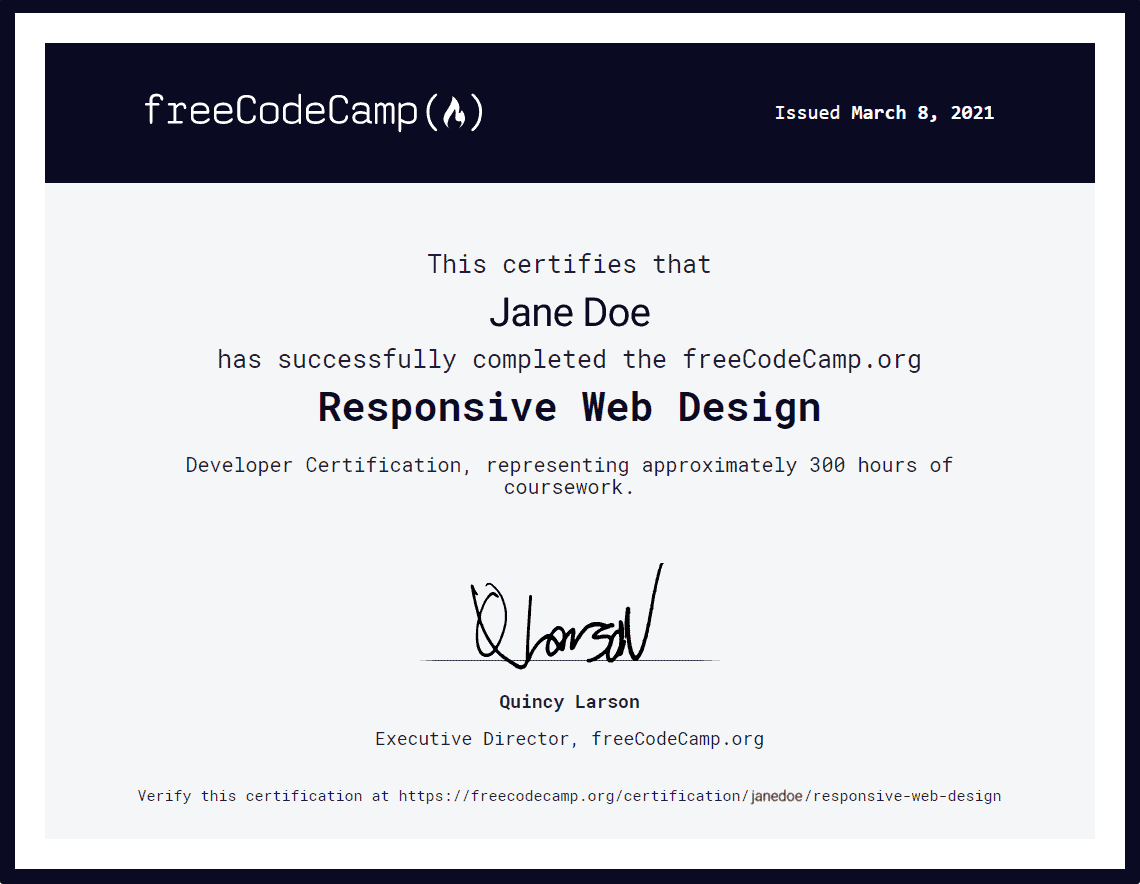 freeCodeCamp(🔥)
Issued March 8, 2021
This certifies that
Jane Doe
has successfully completed the freeCodeCamp.org
Responsive Web Design
Developer Certification, representing approximately 300 hours of
coursework.
Q Larson
Quincy Larson
Executive Director, freeCodeCamp.org
Verify this certification at https://freecodecamp.org/certification/janedoe/responsive-web-design